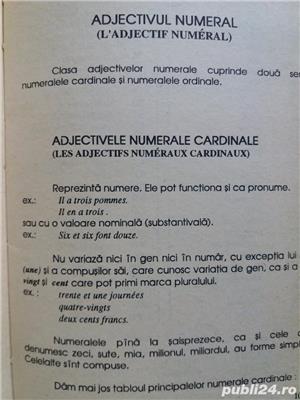 ADJECTIVUL NUMERAL
(L'ADJECTIF NUMÉRAL)
Clasa adjectivelor numerale cuprinde două
numeralele cardinale și numeralele ordinale.
ADJECTIVELE NUMERALE CARDINALE
(LES ADJECTIFS NUMÉRAUX CARDINAUX)
Reprezintă numere. Ele pot functiona și ca pronume.
ex.: Il a trois pommes.
Il en a trois .
sau cu o valoare nominală (substantivală).
ex.: Six et six font douze.
Nu variază nici în gen nici în număr, cu exceptia lui
(une) și a compușilor săi, care cunosc variatia de gen, ca și a
vingt și cent care pot primi marca pluralului.
ex. : trente et une journées
quatre-vingts
deux cents francs.
Numeralele pînă la șaisprezece, ca și cele
denumesc zeci, sute, mia, milionul, miliardul, au forme
Celelalte sînt compuse.
Dăm mai jos tabloul principalelor numerale cardinale :
publi24.ro